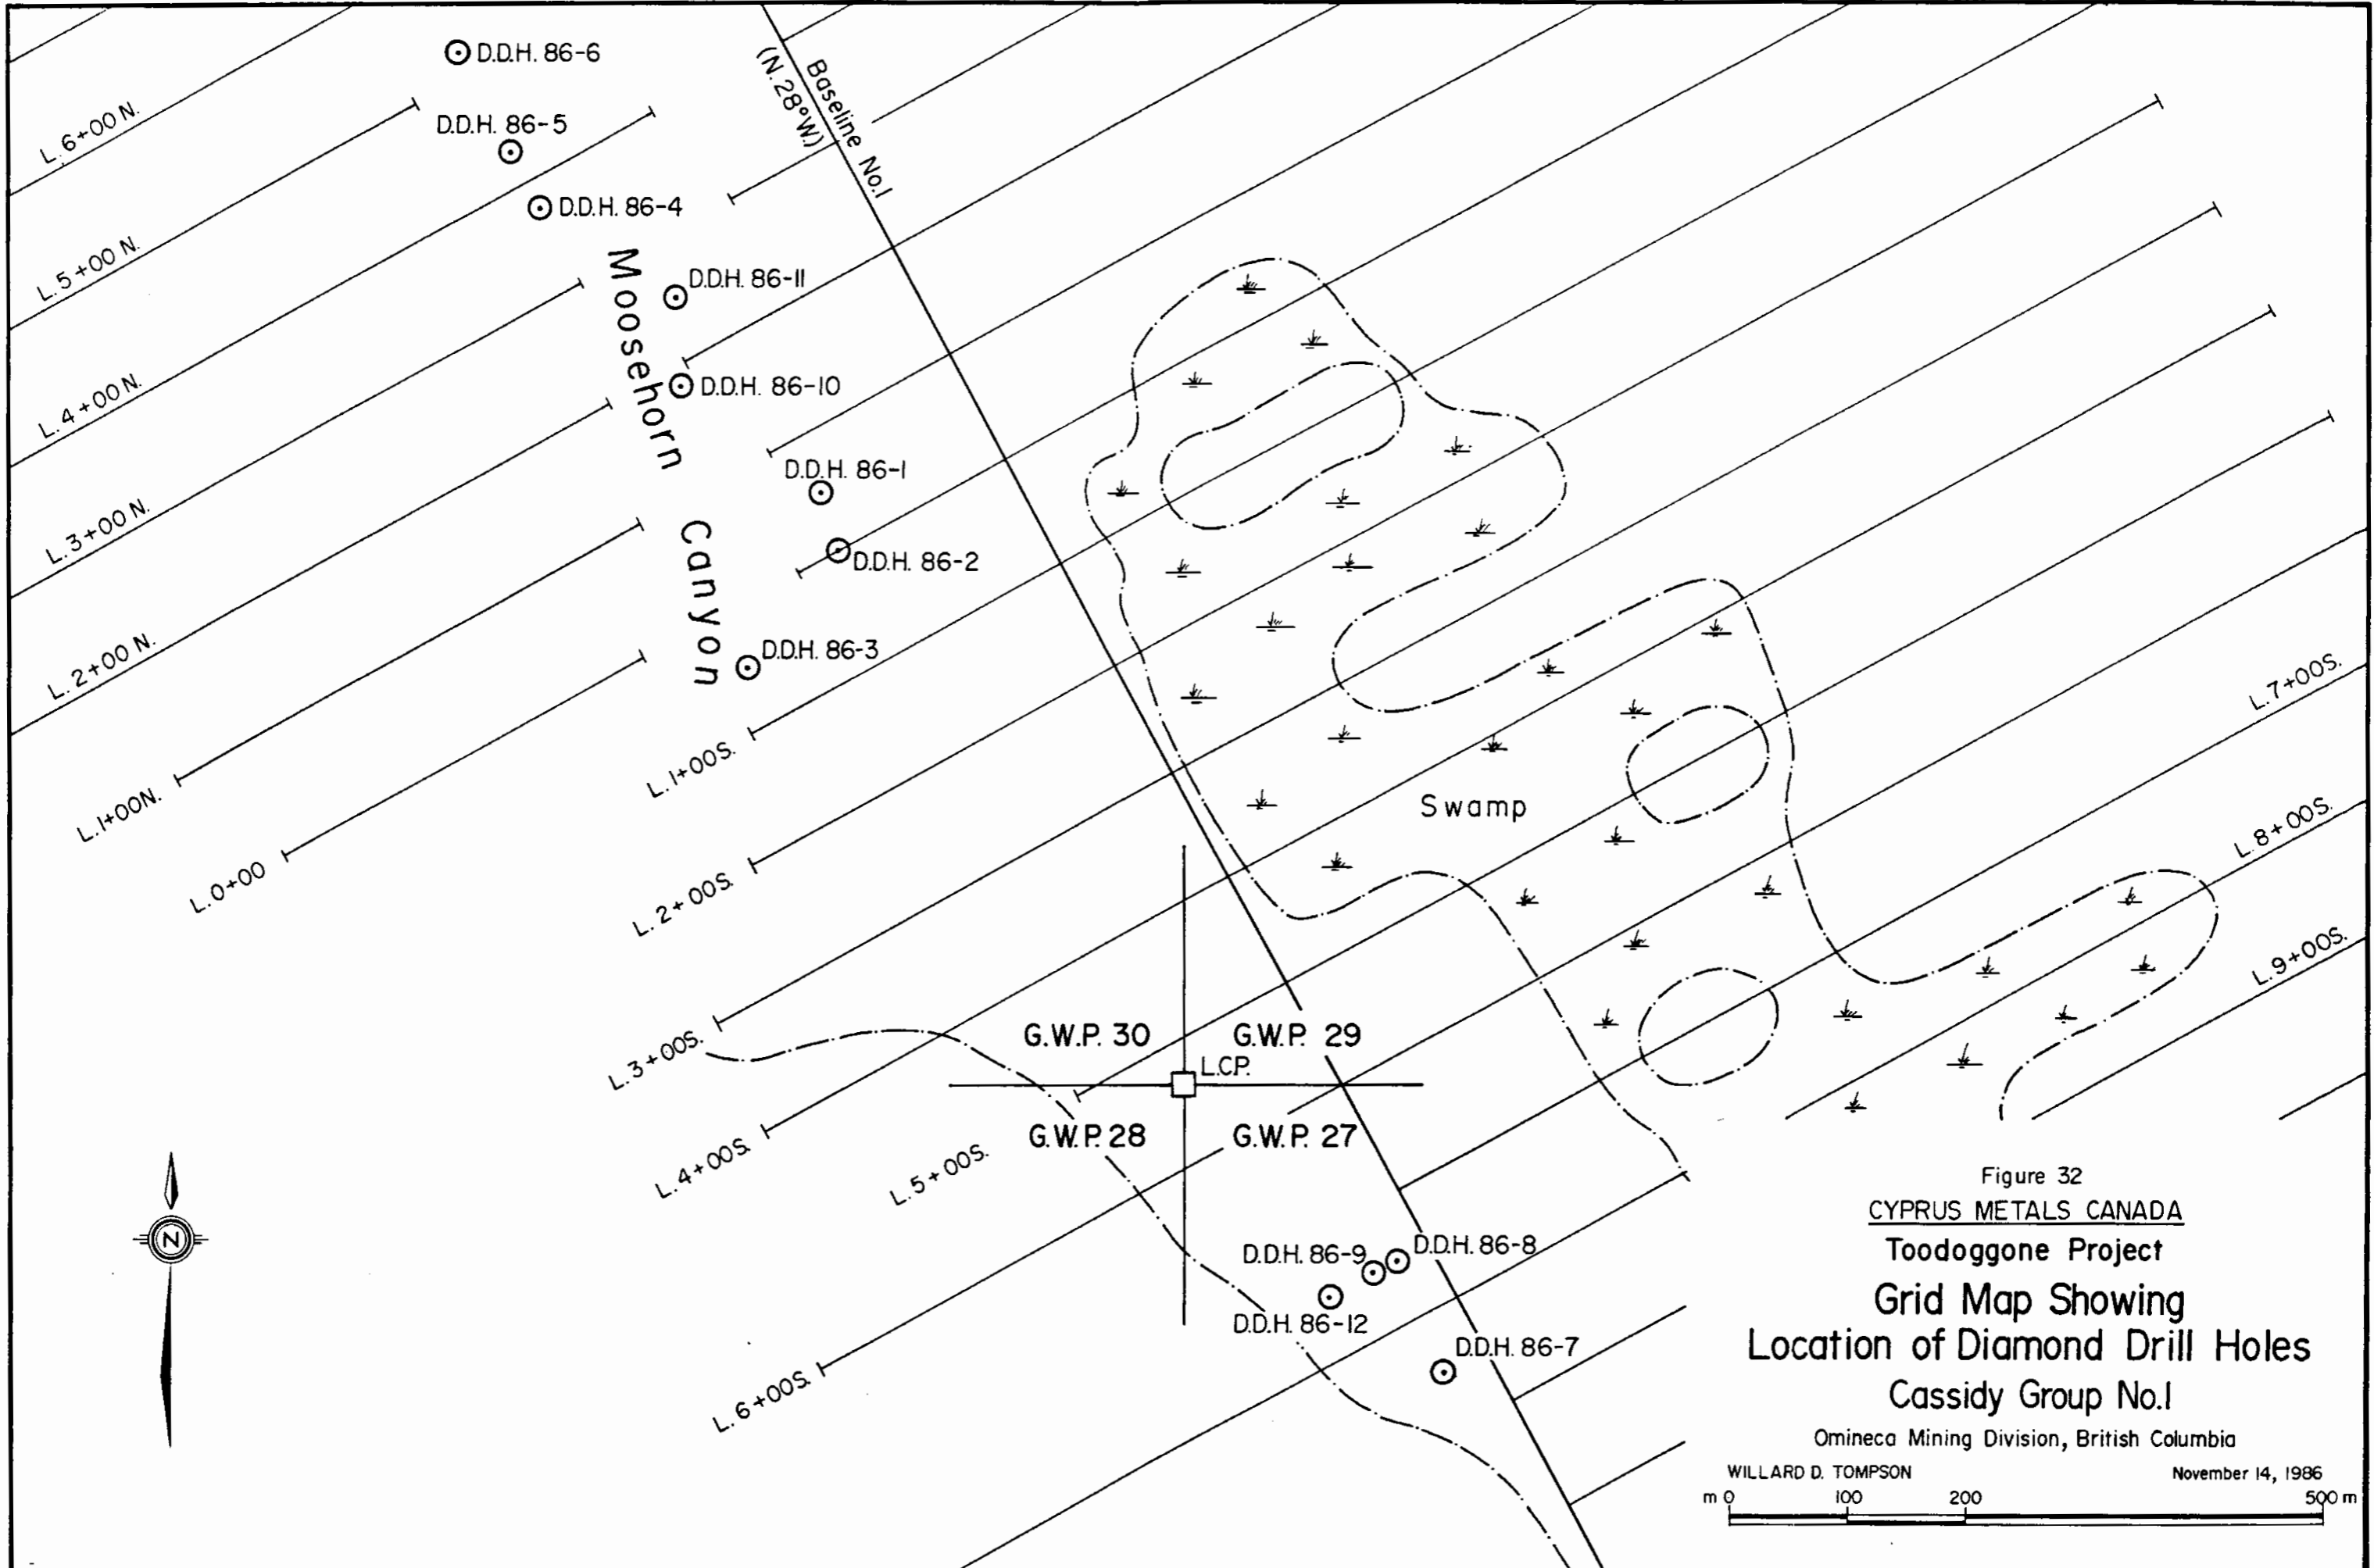 D.D.H. 86-6
D.D.H. 86-5
D.D.H. 86-4
D.D.H. 86-11
D.D.H. 86-10
D.D.H. 86-1
D.D.H. 86-2
D.D.H. 86-3
Baseline No.1
(N.28°W.)
Moosehorn Canyon
L.6+00 N.
L.5+00 N.
L.4+00 N.
L.3+00 N.
L.2+00 N.
L.1+00N.
L.0+00
L.1+00S.
L.2+00S.
L.3+00S.
L.4+00S.
L.5+00S.
L.6+00S.
L.7+00S.
L.8+00S.
L.9+00S.
Swamp
G.W.P. 30
G.W.P. 29
L.C.P.
G.W.P. 28
G.W.P. 27
D.D.H. 86-9
D.D.H. 86-8
D.D.H. 86-12
D.D.H. 86-7
N
Figure 32
CYPRUS METALS CANADA
Toodoggone Project
Grid Map Showing
Location of Diamond Drill Holes
Cassidy Group No.1
Omineca Mining Division, British Columbia
WILLARD D. TOMPSON November 14, 1986
m 0 100 200 500 m